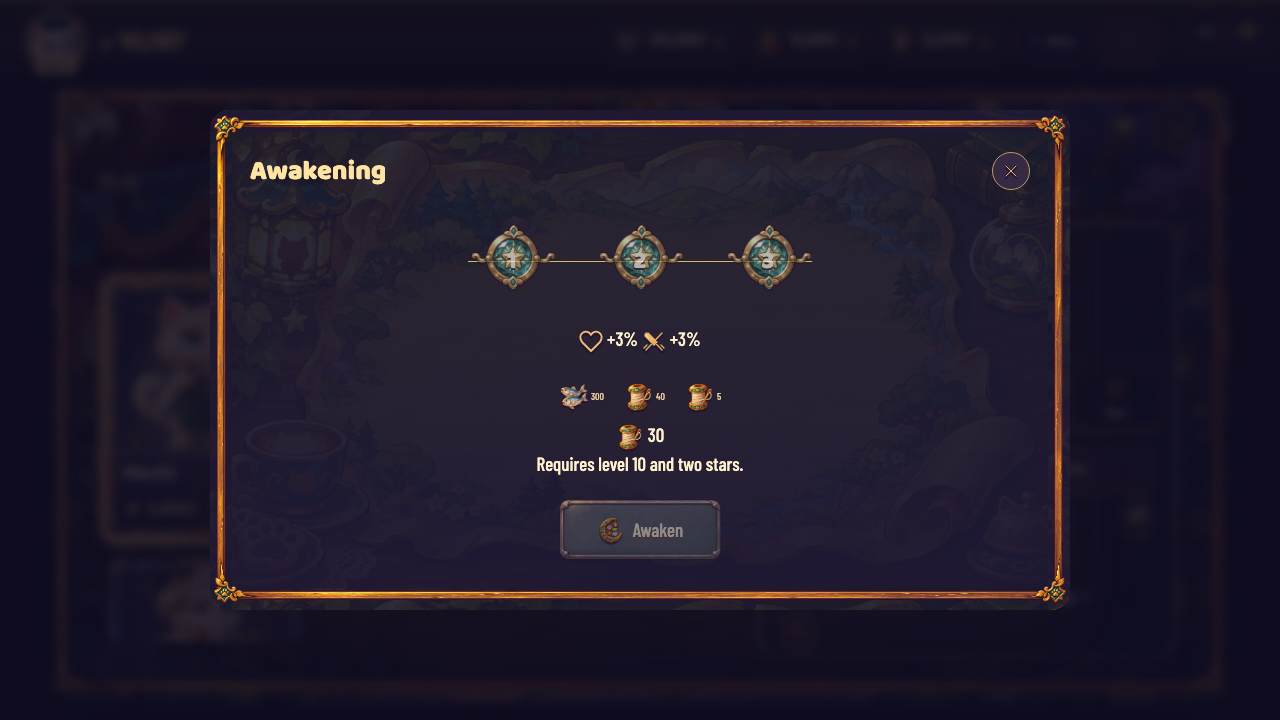 Awakening
1 2 3
+3% +3%
300 40 5
30
Requires level 10 and two stars.
Awaken